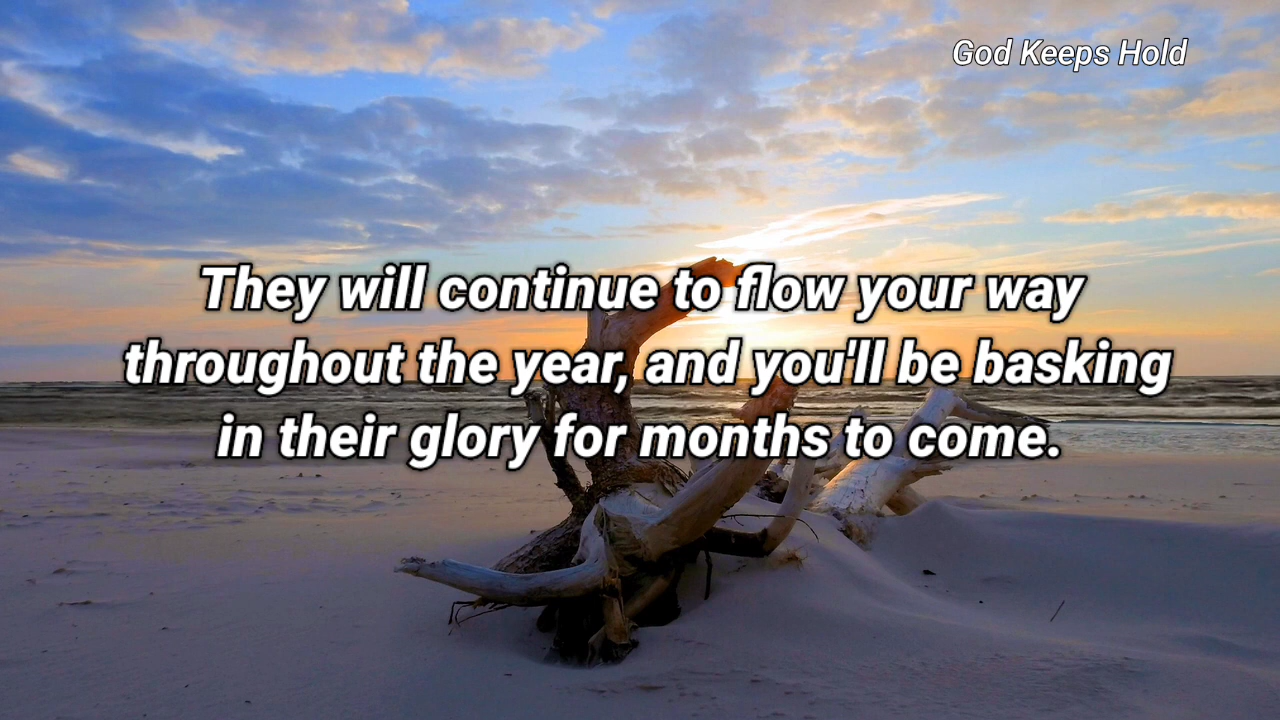 God Keeps Hold
They will continue to flow your way
throughout the year, and you'll be basking
in their glory for months to come.